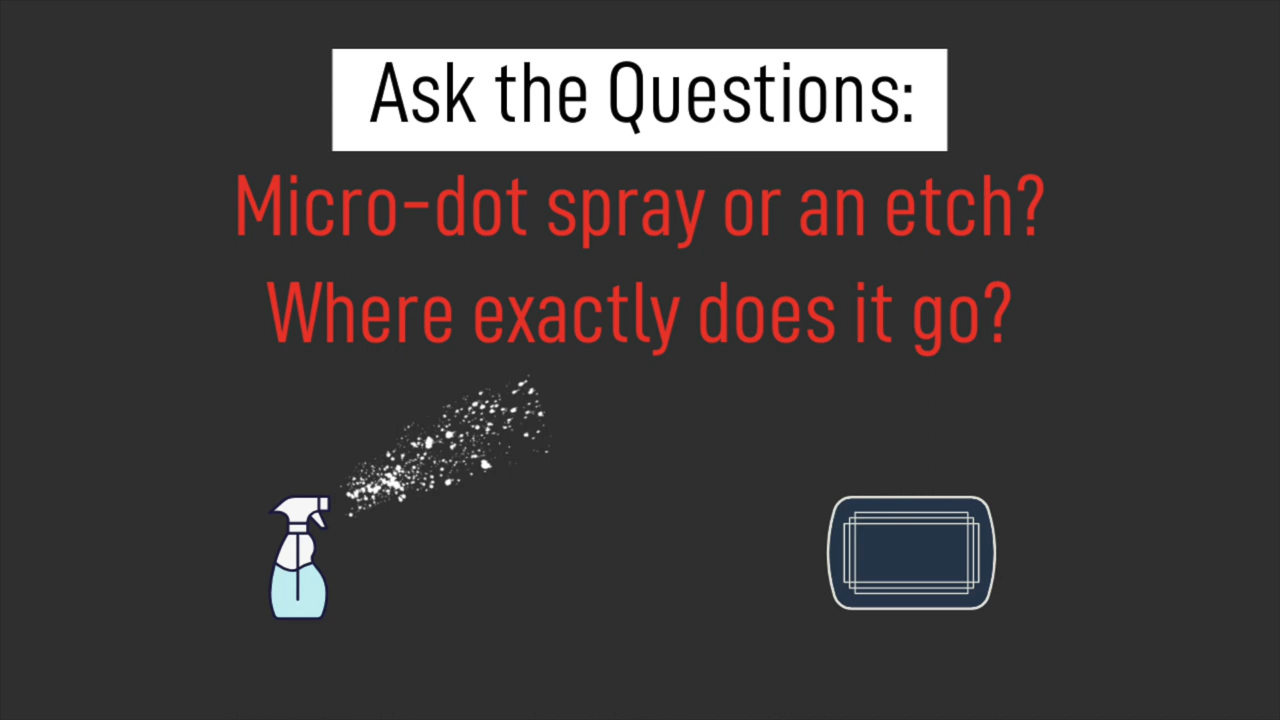 Ask the Questions:
Micro-dot spray or an etch?
Where exactly does it go?